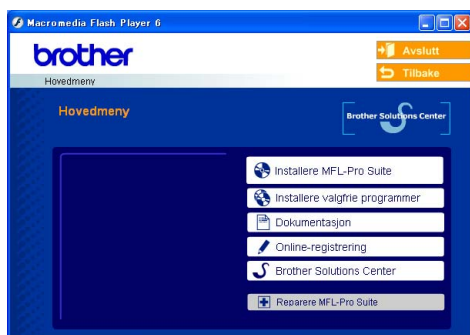 Macromedia Flash Player 6
brother
Avslutt
Tilbake
Hovedmeny
Hovedmeny
Brother Solutions Center
Installere MFL-Pro Suite
Installere valgfrie programmer
Dokumentasjon
Online-registrering
Brother Solutions Center
Reparere MFL-Pro Suite